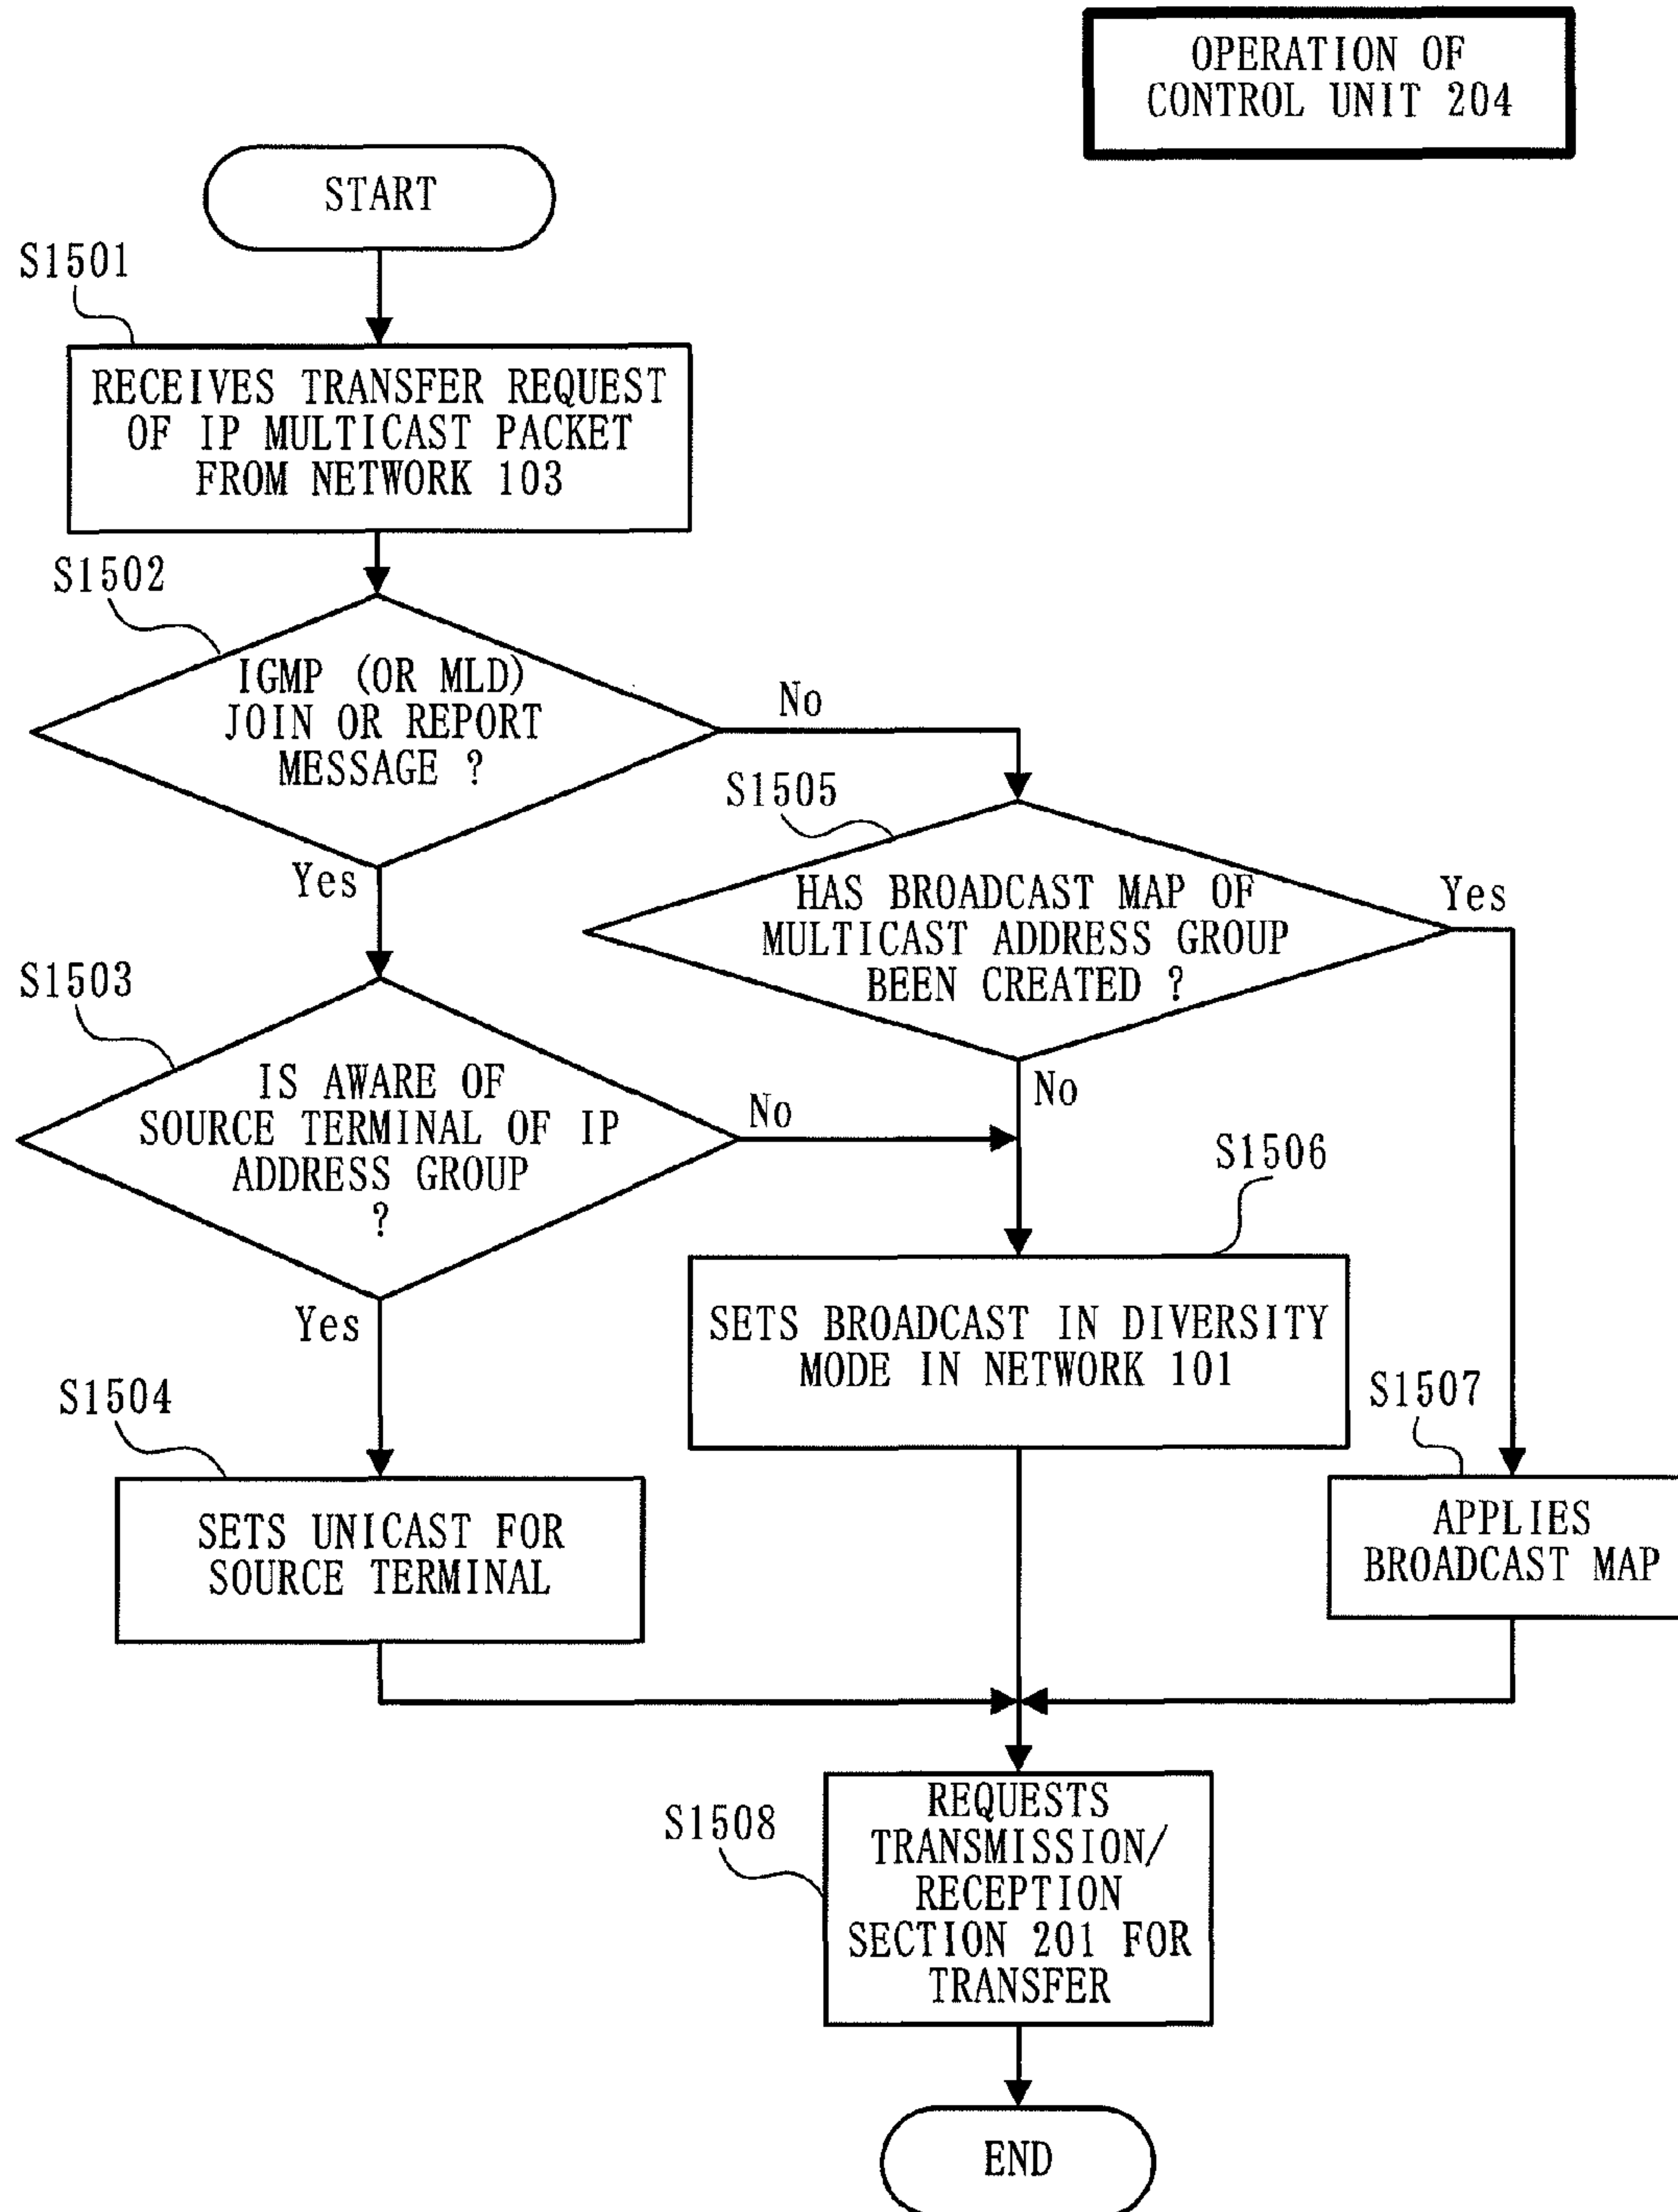 OPERATION OF
CONTROL UNIT 204
START
S1501
RECEIVES TRANSFER REQUEST
OF IP MULTICAST PACKET
FROM NETWORK 103
S1502
IGMP (OR MLD)
JOIN OR REPORT
MESSAGE ?
No
Yes
S1505
HAS BROADCAST MAP OF
MULTICAST ADDRESS GROUP
BEEN CREATED ?
Yes
No
S1503
IS AWARE OF
SOURCE TERMINAL OF IP
ADDRESS GROUP
?
No
Yes
S1506
SETS BROADCAST IN DIVERSITY
MODE IN NETWORK 101
S1504
SETS UNICAST FOR
SOURCE TERMINAL
S1507
APPLIES
BROADCAST MAP
S1508
REQUESTS
TRANSMISSION/
RECEPTION
SECTION 201 FOR
TRANSFER
END